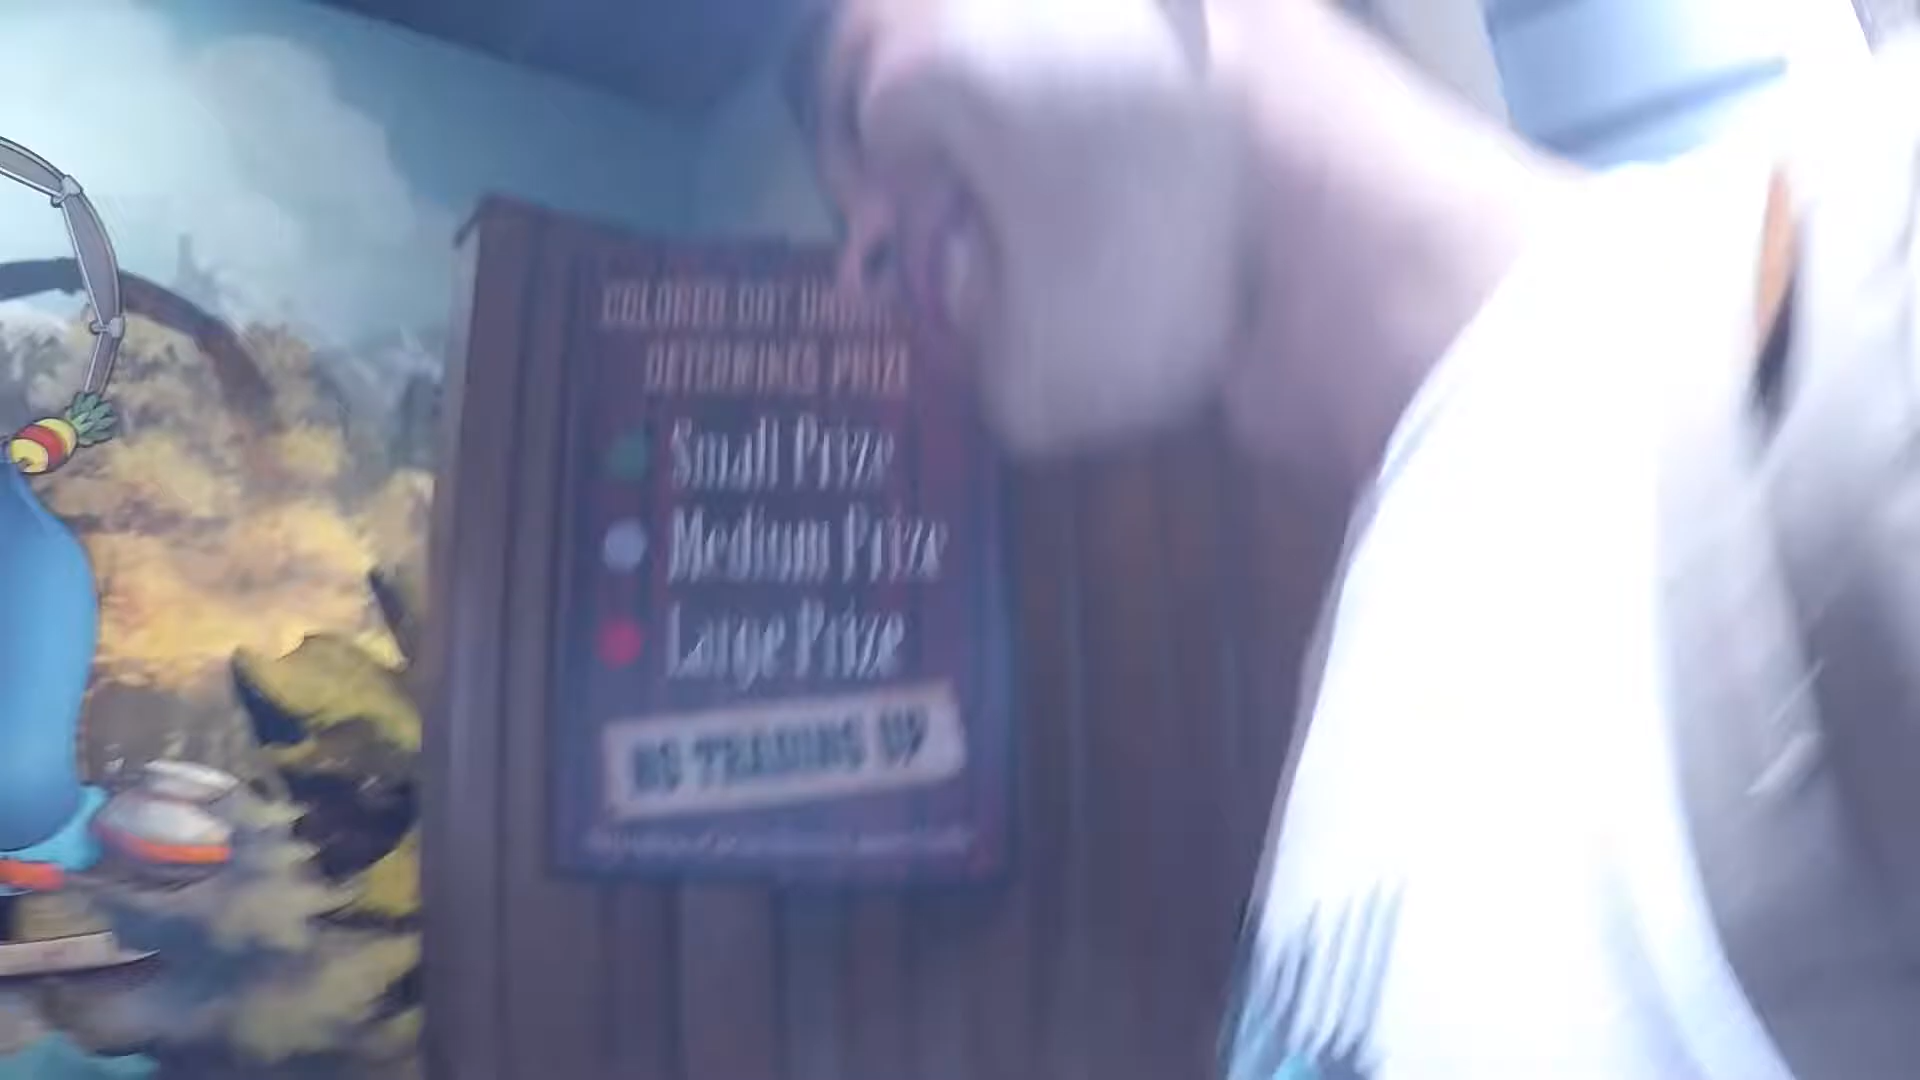 COLORED DOT
DETERMINES PRIZE
Small Prize
Medium Prize
Large Prize
NO TRADING UP